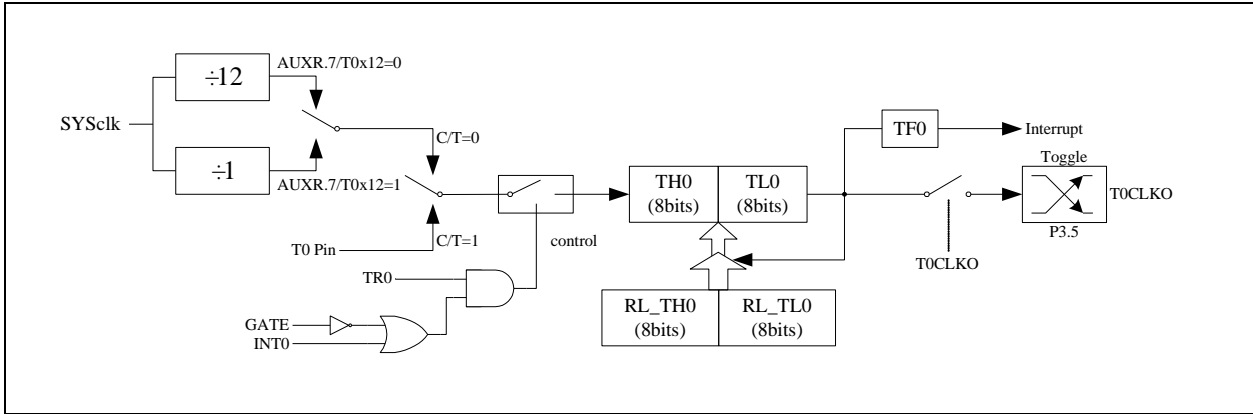 ÷12
AUXR.7/T0x12=0
SYSclk
÷1
AUXR.7/T0x12=1
C/T=0
C/T=1
T0 Pin
control
TR0
GATE
INT0
TH0
(8bits)
TL0
(8bits)
RL_TH0
(8bits)
RL_TL0
(8bits)
TF0
Interrupt
Toggle
T0CLKO
P3.5
T0CLKO